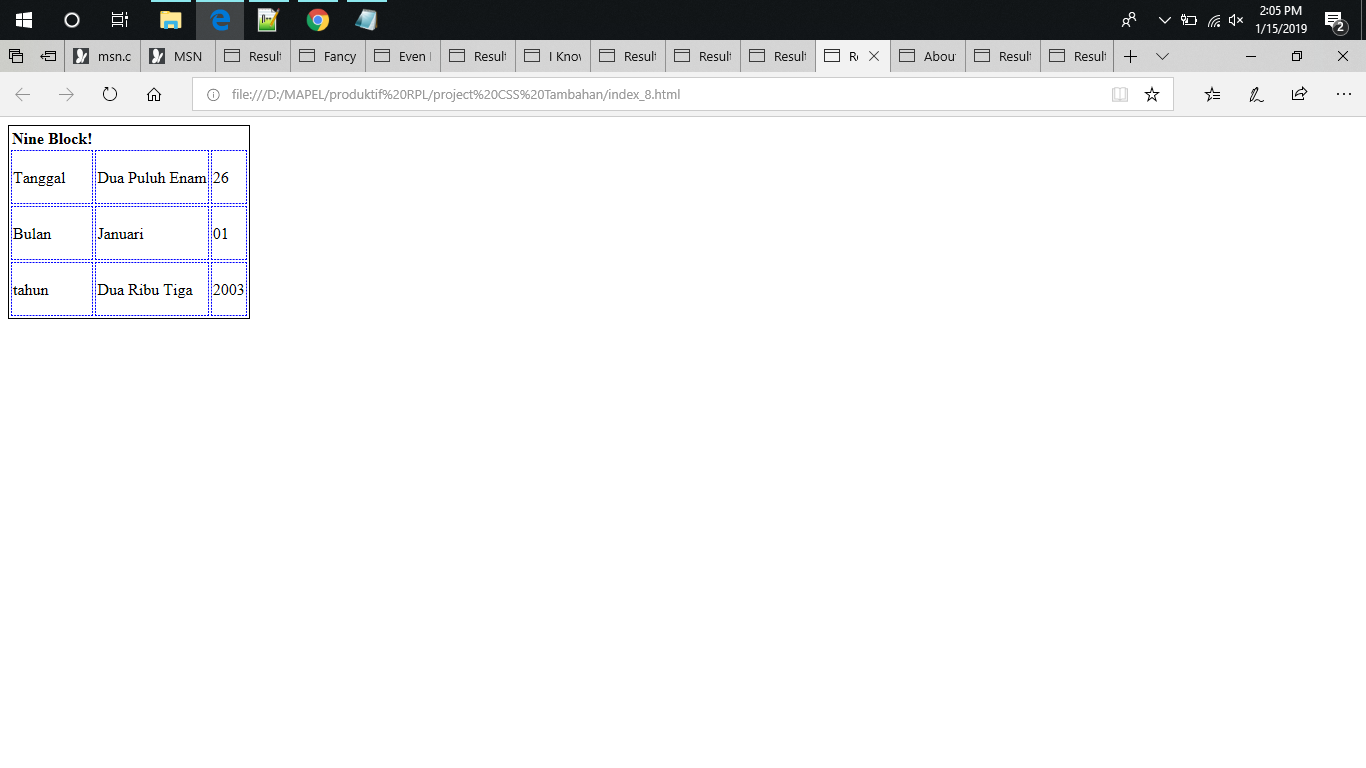 2:05 PM
1/15/2019
2
msn.c
MSN
Result
Fancy
Even
Result
I Know
Result
Result
Result
Re
About
Result
Result
file:///D:/MAPEL/produktif%20RPL/project%20CSS%20Tambahan/index_8.html
Nine Block!
Tanggal Dua Puluh Enam 26
Bulan Januari 01
tahun Dua Ribu Tiga 2003